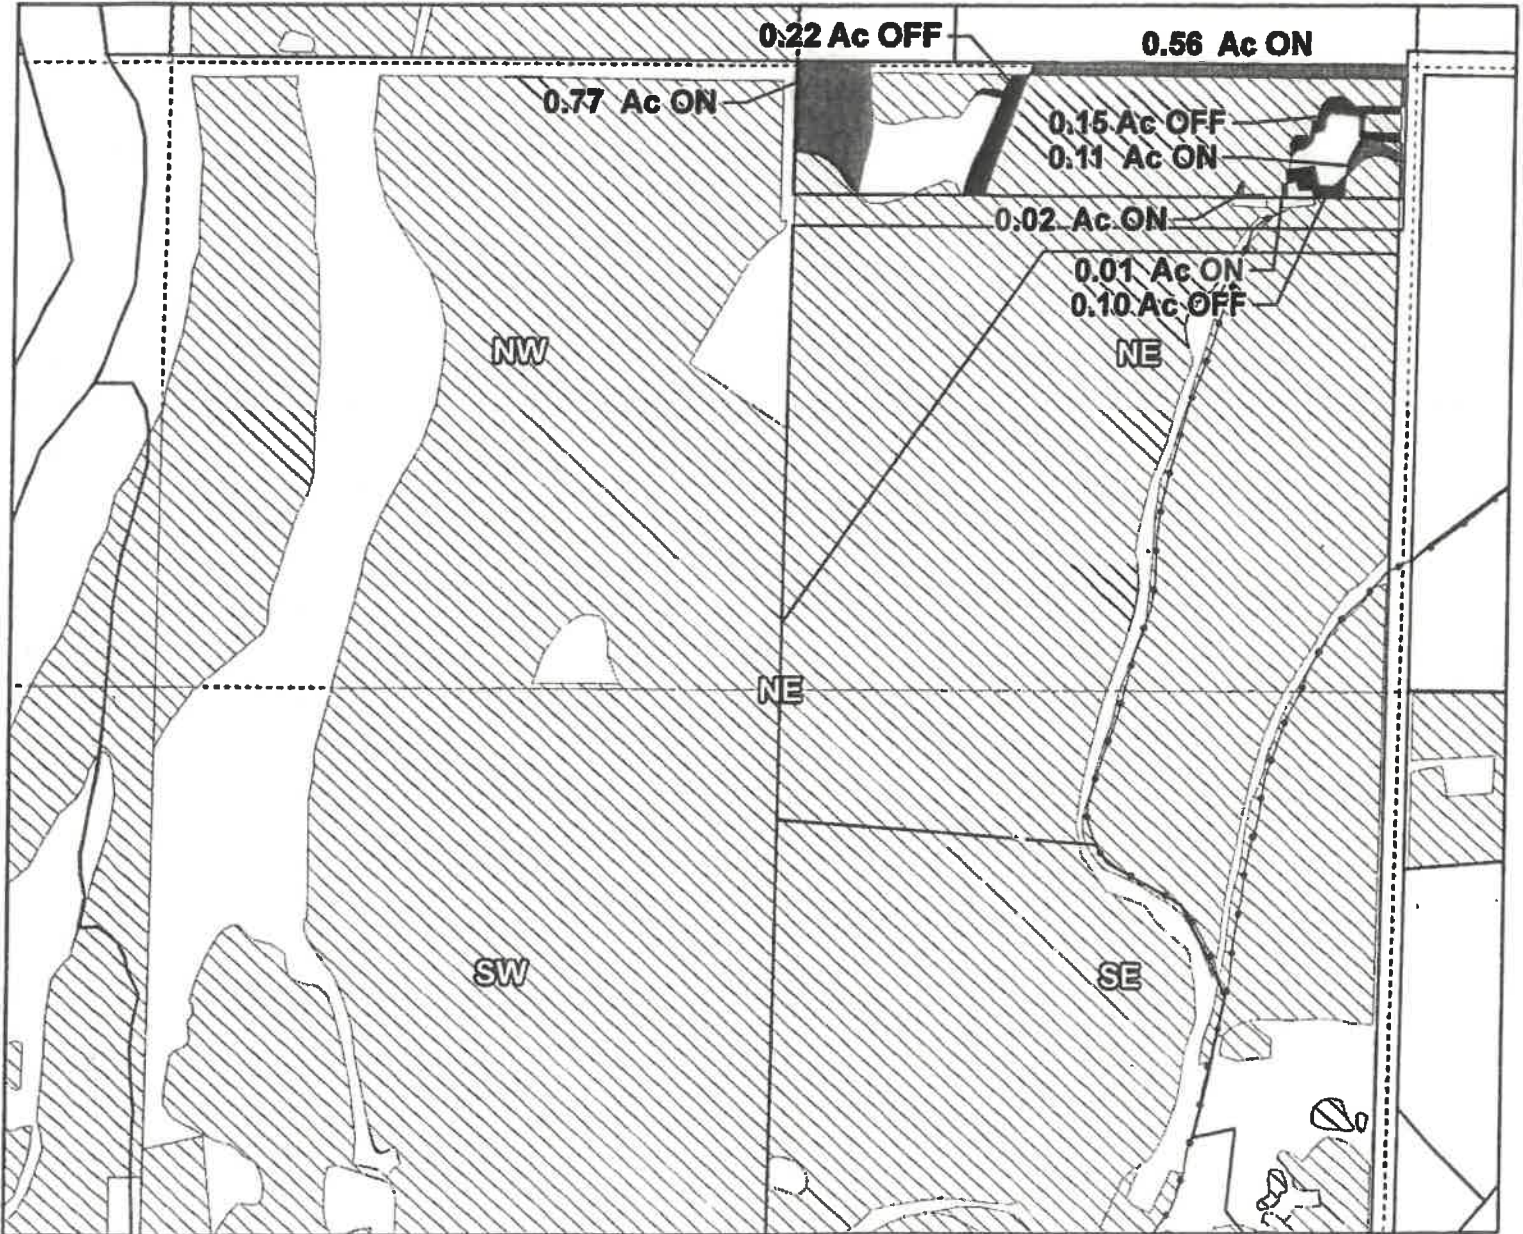 0.22 Ac OFF
0.56 Ac ON
0.77 Ac ON
0.15 Ac OFF
0.11 Ac ON
0.02 Ac ON
0.01 Ac ON
0.10 Ac OFF
NW
NE
NE
SW
SE